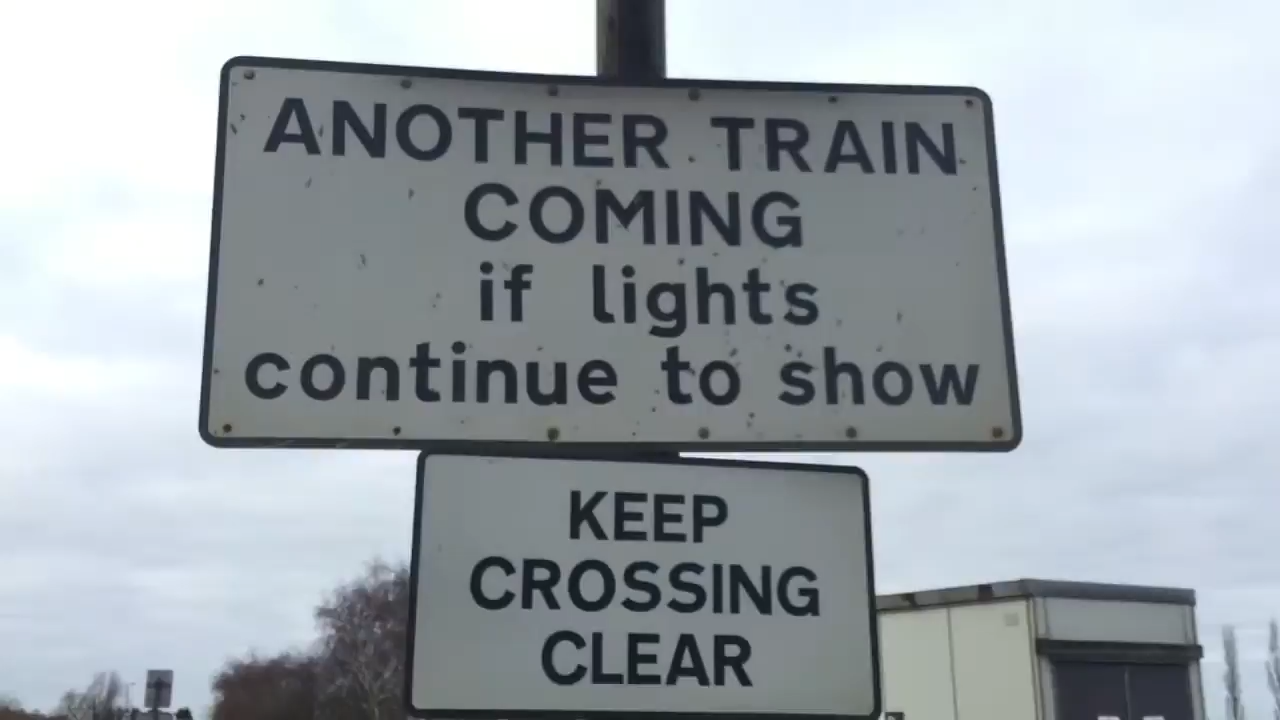 ANOTHER TRAIN
COMING
if lights
continue to show
KEEP
CROSSING
CLEAR